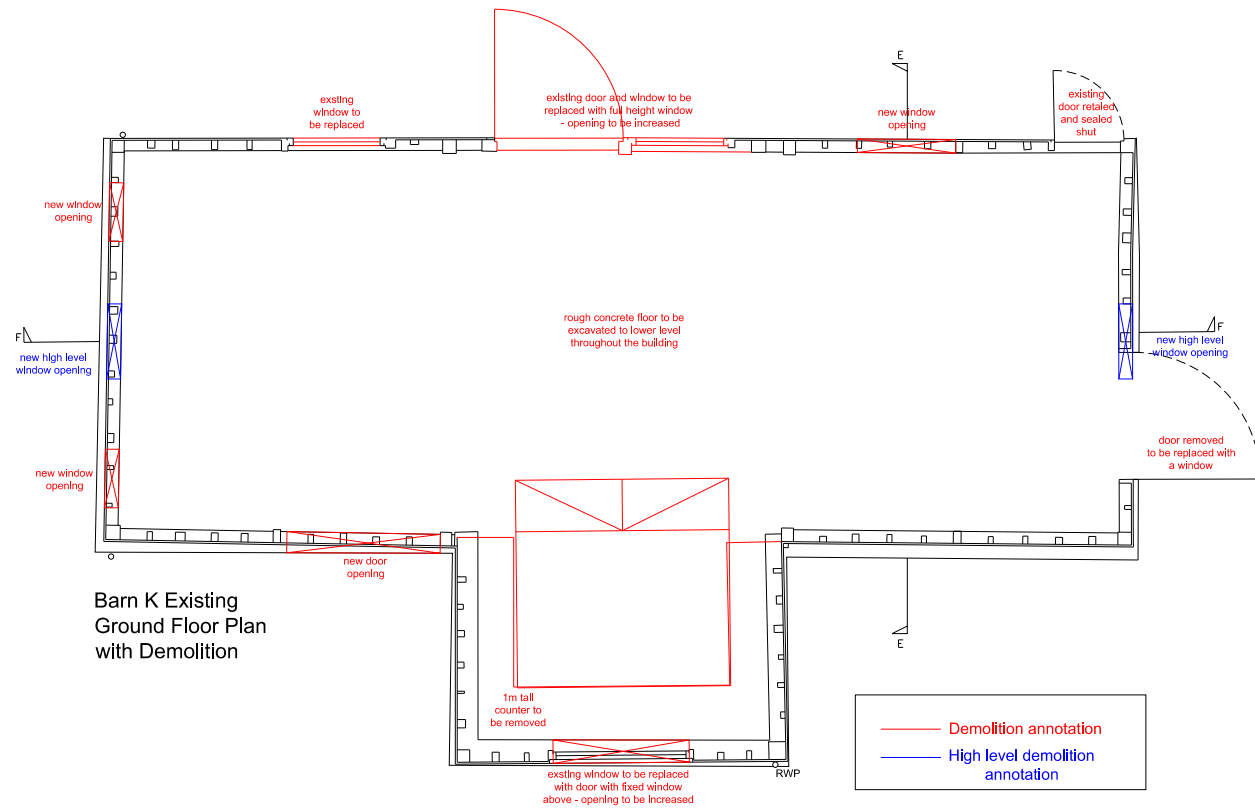 E
existing
window to
be replaced
existing door and window to be
replaced with full height window
- opening to be increased
new window
opening
existing
door retaled
and sealed
shut
new window
opening
rough concrete floor to be
excavated to lower level
throughout the building
F
new high level
window opening
F
new high level
window opening
new window
opening
door removed
to be replaced with
a window
new door
opening
Barn K Existing
Ground Floor Plan
with Demolition
E
1m tall
counter to
be removed
RWP
existng window to be replaced
with door with fixed window
above - opening to be increased
Demolition annotation
High level demolition
annotation